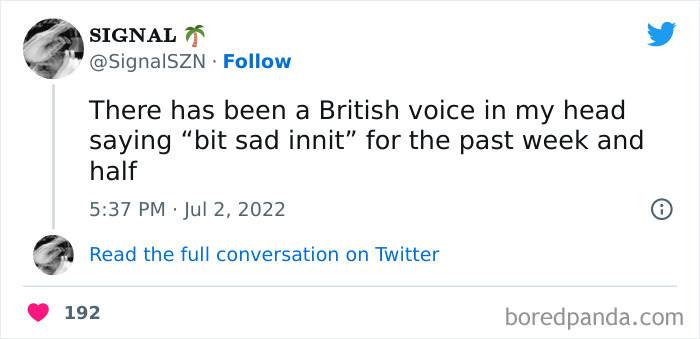 SIGNAL 🌴
@SignalSZN · Follow
There has been a British voice in my head
saying “bit sad innit” for the past week and
half
5:37 PM · Jul 2, 2022
Read the full conversation on Twitter
192
boredpanda.com